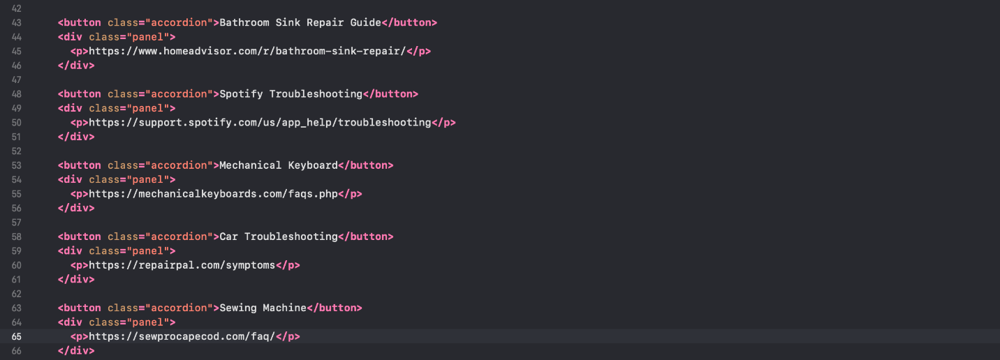 42
43 <button class="accordion">Bathroom Sink Repair Guide</button>
44 <div class="panel">
45 <p>https://www.homeadvisor.com/r/bathroom-sink-repair/</p>
46 </div>
47
48 <button class="accordion">Spotify Troubleshooting</button>
49 <div class="panel">
50 <p>https://support.spotify.com/us/app_help/troubleshooting</p>
51 </div>
52
53 <button class="accordion">Mechanical Keyboard</button>
54 <div class="panel">
55 <p>https://mechanicalkeyboards.com/faqs.php</p>
56 </div>
57
58 <button class="accordion">Car Troubleshooting</button>
59 <div class="panel">
60 <p>https://repairpal.com/symptoms</p>
61 </div>
62
63 <button class="accordion">Sewing Machine</button>
64 <div class="panel">
65 <p>https://sewprocapecod.com/faq/</p>
66 </div>